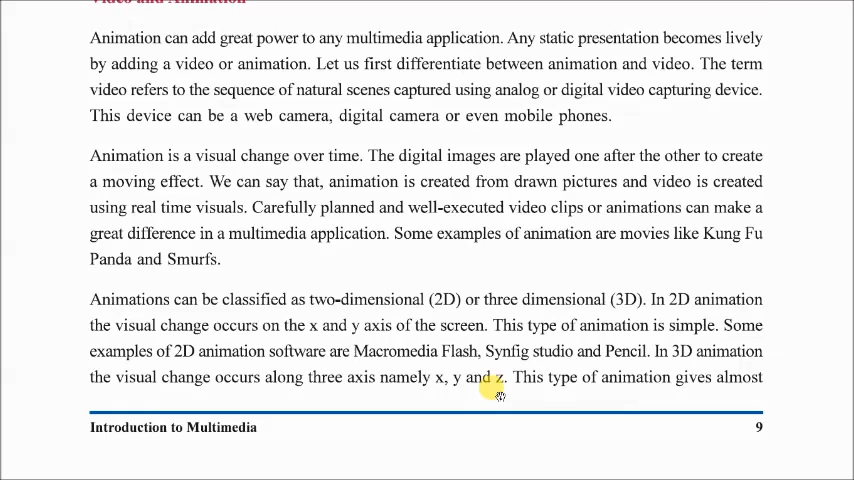 Video and Animation
Animation can add great power to any multimedia application. Any static presentation becomes lively
by adding a video or animation. Let us first differentiate between animation and video. The term
video refers to the sequence of natural scenes captured using analog or digital video capturing device.
This device can be a web camera, digital camera or even mobile phones.
Animation is a visual change over time. The digital images are played one after the other to create
a moving effect. We can say that, animation is created from drawn pictures and video is created
using real time visuals. Carefully planned and well-executed video clips or animations can make a
great difference in a multimedia application. Some examples of animation are movies like Kung Fu
Panda and Smurfs.
Animations can be classified as two-dimensional (2D) or three dimensional (3D). In 2D animation
the visual change occurs on the x and y axis of the screen. This type of animation is simple. Some
examples of 2D animation software are Macromedia Flash, Synfig studio and Pencil. In 3D animation
the visual change occurs along three axis namely x, y and z. This type of animation gives almost
Introduction to Multimedia 9